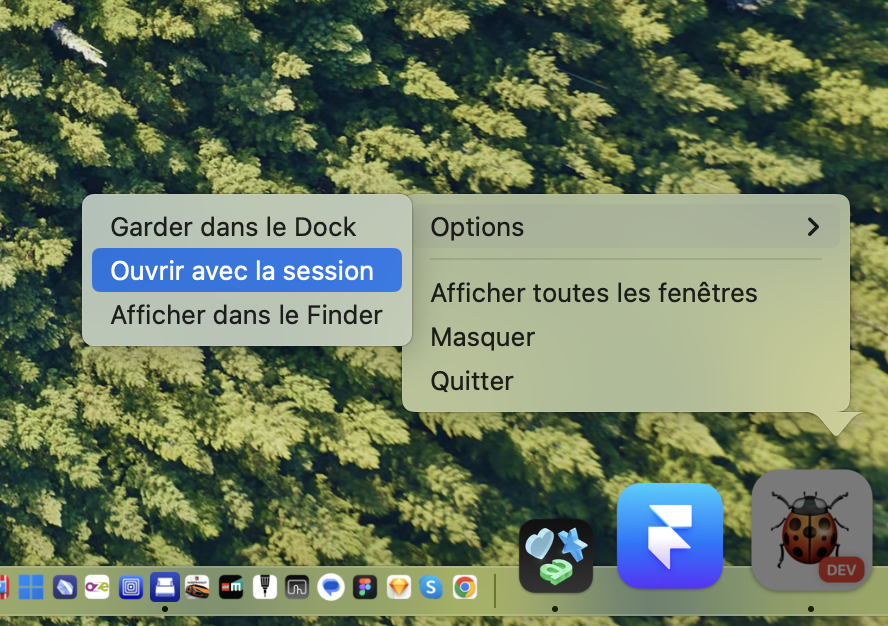 Garder dans le Dock
Ouvrir avec la session
Afficher dans le Finder
Options
Afficher toutes les fenêtres
Masquer
Quitter
DEV
oze
m
S